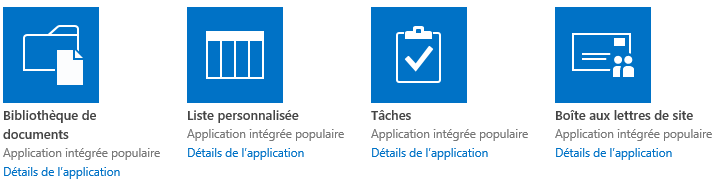 Bibliothèque de
documents
Application intégrée populaire
Détails de l'application
Liste personnalisée
Application intégrée populaire
Détails de l'application
Tâches
Application intégrée populaire
Détails de l'application
Boîte aux lettres de site
Application intégrée populaire
Détails de l'application